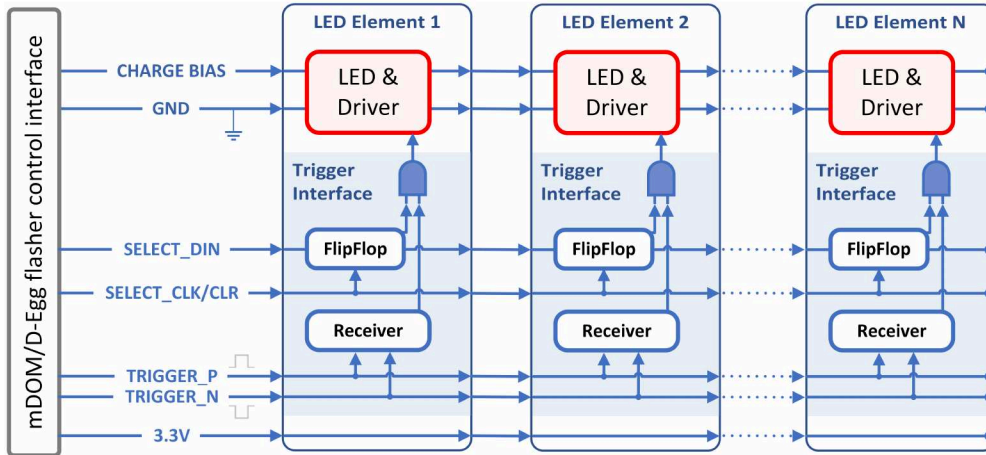 mDOM/D-Egg flasher control interface
CHARGE BIAS
GND
SELECT_DIN
SELECT_CLK/CLR
TRIGGER_P
TRIGGER_N
3.3V
LED Element 1
LED &
Driver
Trigger
Interface
FlipFlop
Receiver
LED Element 2
LED &
Driver
Trigger
Interface
FlipFlop
Receiver
LED Element N
LED &
Driver
Trigger
Interface
FlipFlop
Receiver